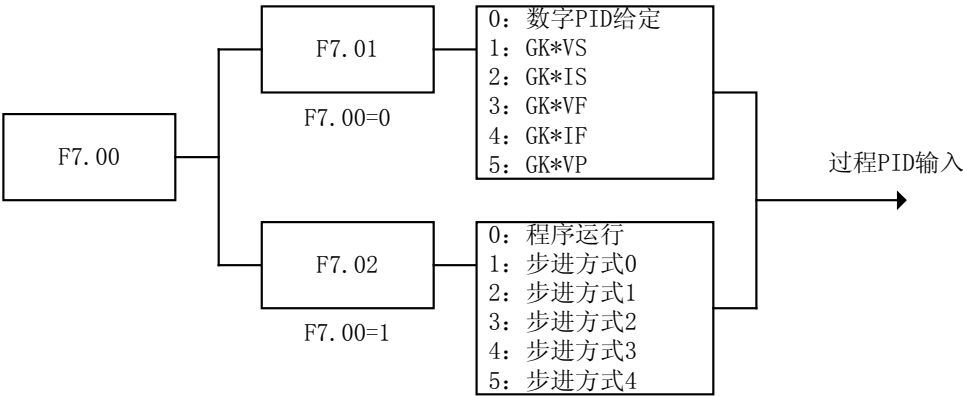 F7.00
F7.01
F7.00=0
0: 数字PID给定
1: GK*VS
2: GK*IS
3: GK*VF
4: GK*IF
5: GK*VP
F7.02
F7.00=1
0: 程序运行
1: 步进方式0
2: 步进方式1
3: 步进方式2
4: 步进方式3
5: 步进方式4
过程PID输入